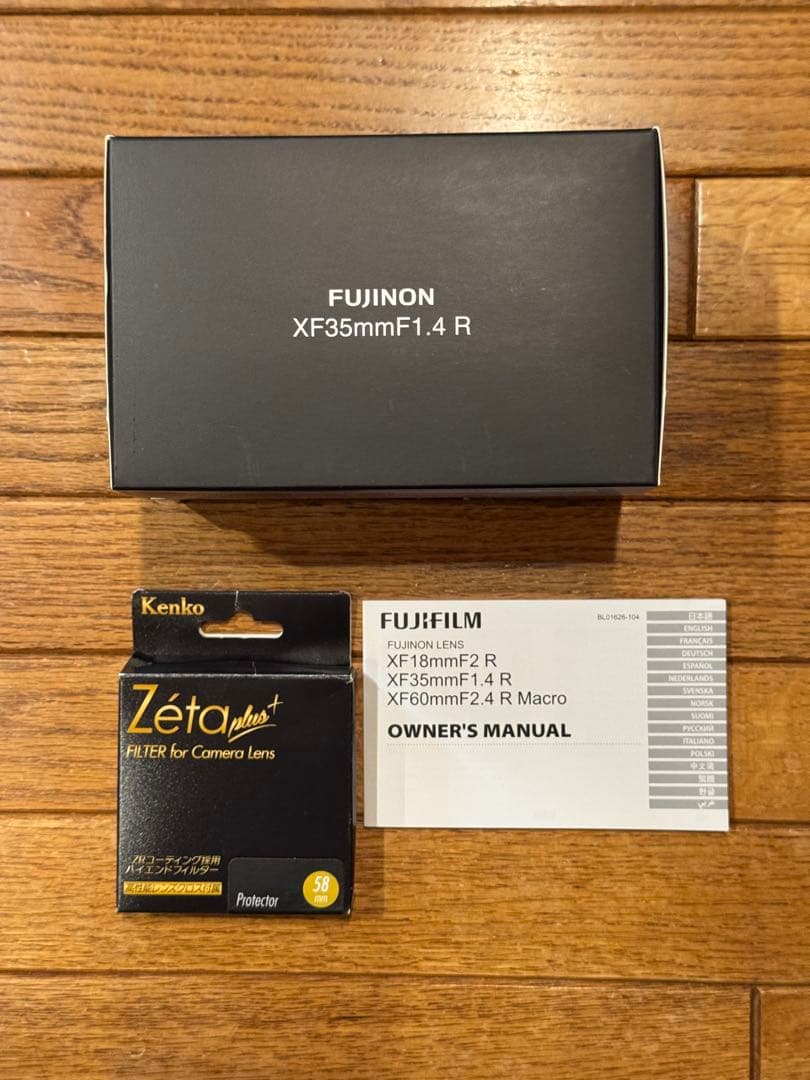 FUJINON
XF35mmF1.4 R
Kenko
Zéta plus+
FILTER for Camera Lens
ZRコーティング採用
ハイエンドフィルター
Protector
58
mm
FUJIFILM
BL01626-104
FUJINON LENS
XF18mmF2 R
XF35mmF1.4 R
XF60mmF2.4 R Macro
OWNER'S MANUAL
日本語
ENGLISH
FRANÇAIS
DEUTSCH
ESPAÑOL
NEDERLANDS
SVENSKA
NORSK
SUOMI
РУССКИЙ
ITALIANO
POLSKI
中文简
한글
عربي